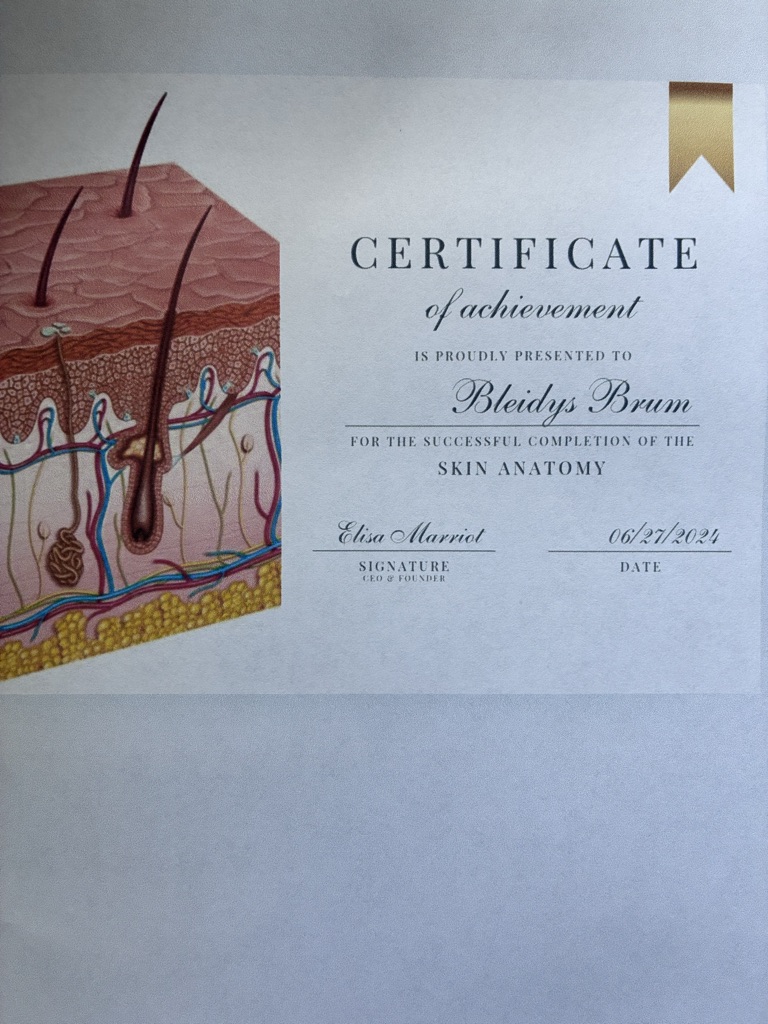 CERTIFICATE
of achievement
IS PROUDLY PRESENTED TO
Bleidys Brum
FOR THE SUCCESSFUL COMPLETION OF THE
SKIN ANATOMY
Elisa Marriot
SIGNATURE
CEO & FOUNDER
06/27/2024
DATE